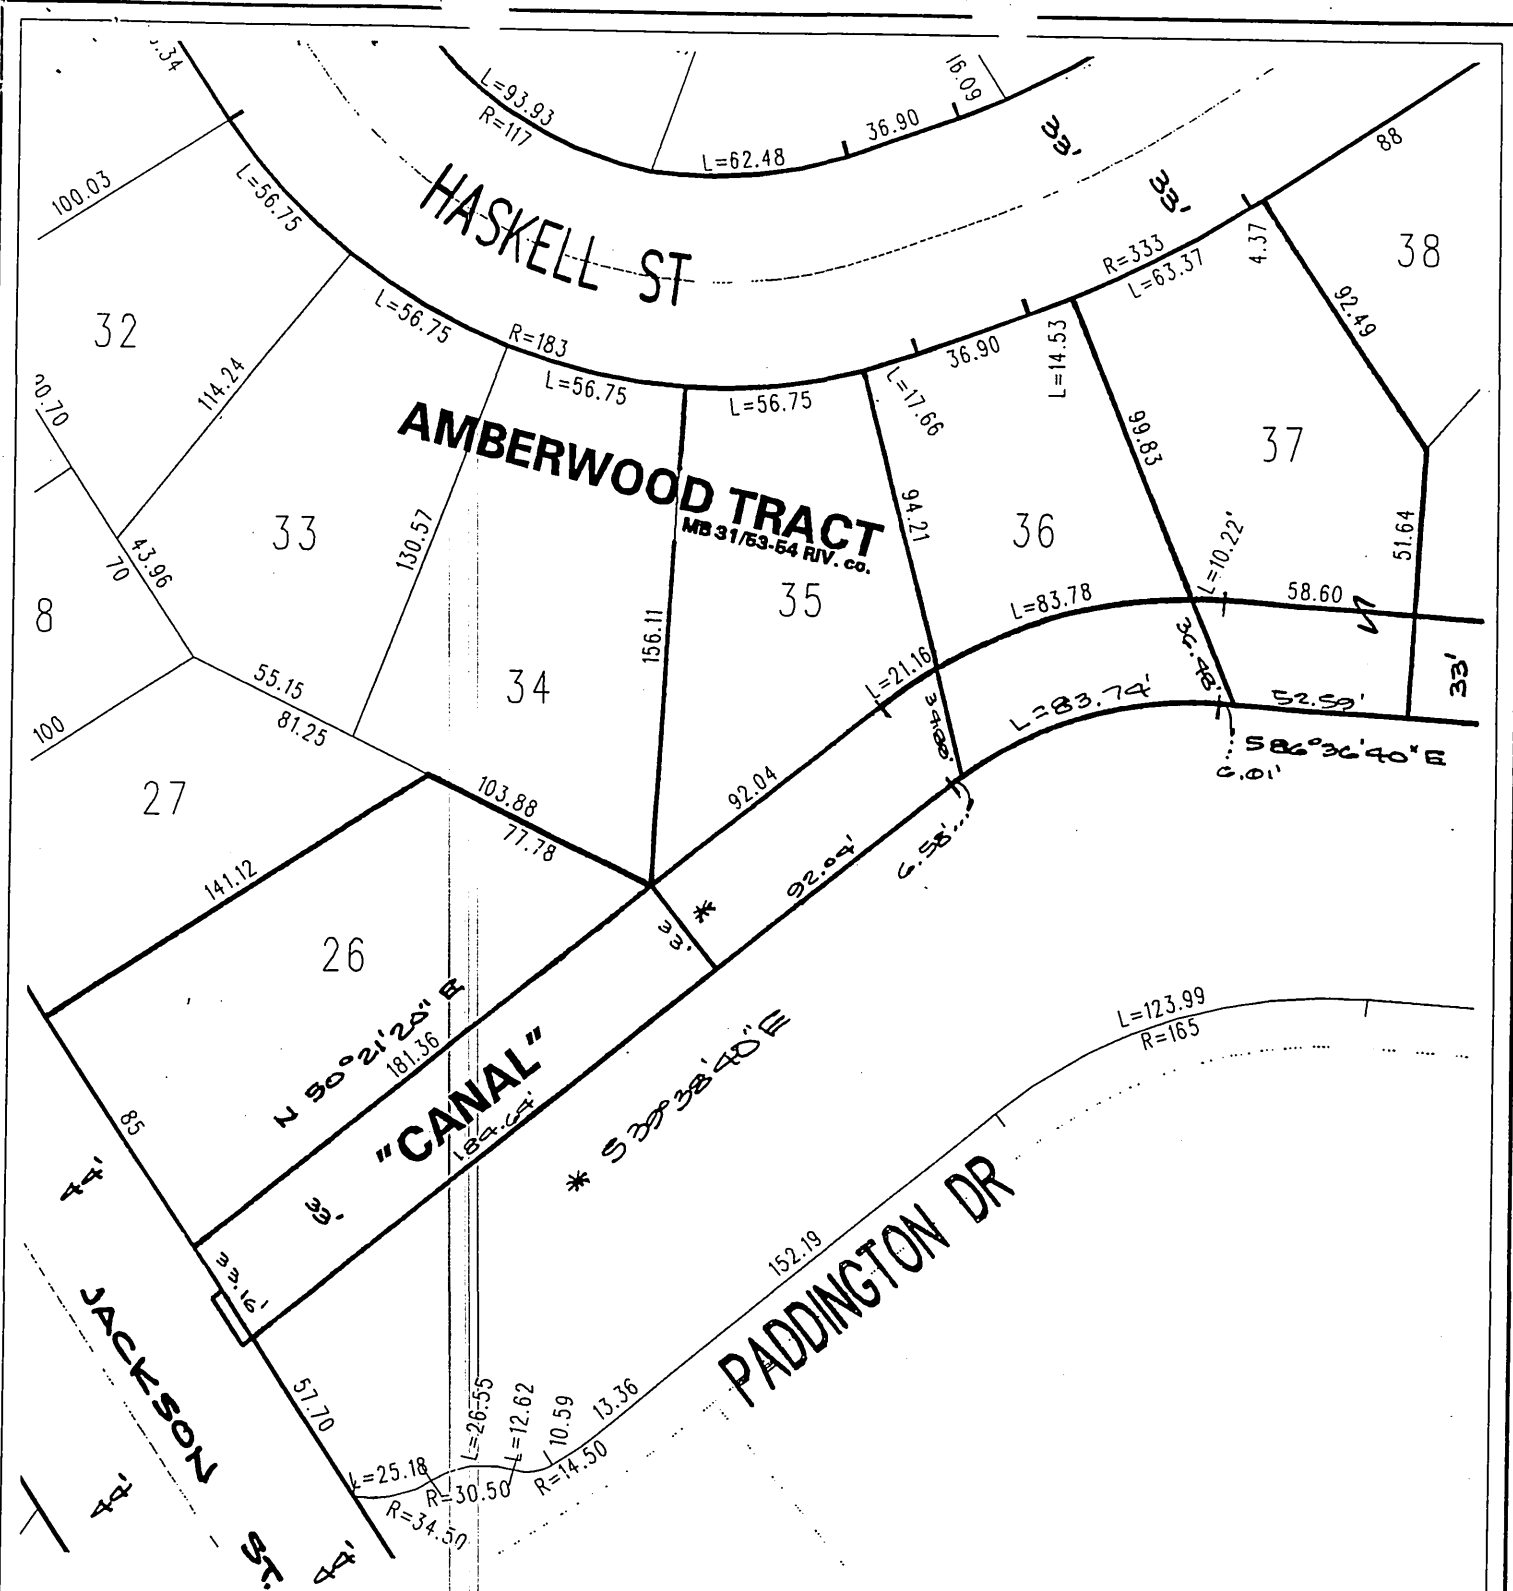 .34
L=93.93
R=117
16.09
36.90
L=62.48
33'
33'
88
100.03
L=56.75
HASKELL ST
R=333
L=63.37
4.37
38
92.49
32
L=56.75
R=183
L=56.75
L=56.75
L=17.66
36.90
L=14.53
114.24
AMBERWOOD TRACT
MB 31/53-54 RIV. co.
99.83
37
94.21
33
130.57
36
L=10.22'
51.64
43.96
70
8
35
L=83.78
58.60
156.11
36.48'
33'
55.15
81.25
34
L=21.16
34.80'
L=83.74'
52.59'
S86°36'40"E
6.01'
100
27
103.88
77.78
92.04
92.04'
6.58'
141.12
26
33'
*
N 50°21'20" E
181.36
"CANAL"
184.64'
* S 39°38'40"E
L=123.99
R=165
85
44'
33'
33.16'
152.19
PADDINGTON DR
JACKSON ST.
57.70
L=26.55
L=12.62
10.59
13.36
L=25.18
R=30.50
R=14.50
R=34.50
44'
44'